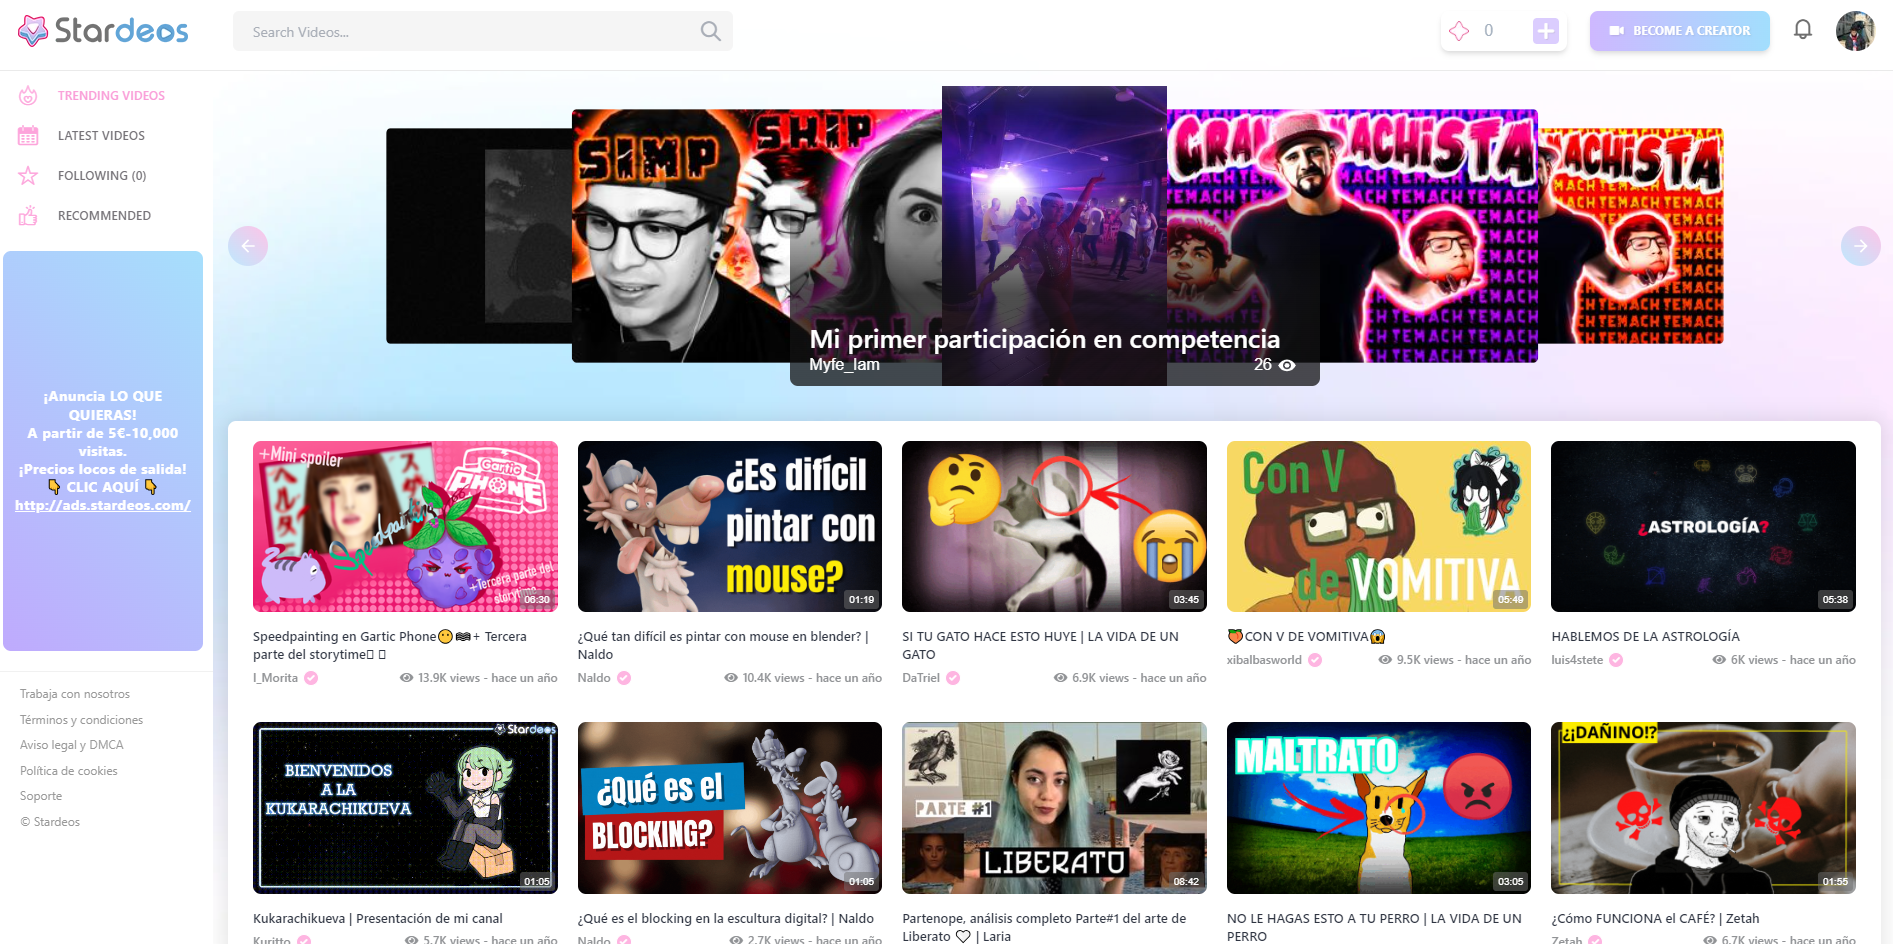 Stardeos
Search Videos...
0
BECOME A CREATOR
TRENDING VIDEOS
LATEST VIDEOS
FOLLOWING (0)
RECOMMENDED
¡Anuncia LO QUE
QUIERAS!
A partir de 5€-10,000
visitas.
¡Precios locos de salida!
👇 CLIC AQUÍ 👇
http://ads.stardeos.com/
Trabaja con nosotros
Términos y condiciones
Aviso legal y DMCA
Política de cookies
Soporte
© Stardeos
SIMP
SHIP
GRAN MACHISTA
Mi primer participación en competencia
Myfe_Iam
26
+Mini spoiler
Gartic
PHONE
Speedpainting
+Tercera parte del
storytime
06:30
¿Es difícil
pintar con
mouse?
01:19
03:45
Con V
de VOMITIVA
05:49
¿ASTROLOGÍA?
05:38
Speedpainting en Gartic Phone😶🏁+ Tercera
parte del storytime
I_Morita
13.9K views - hace un año
¿Qué tan difícil es pintar con mouse en blender? |
Naldo
Naldo
10.4K views - hace un año
SI TU GATO HACE ESTO HUYE | LA VIDA DE UN
GATO
DaTriel
6.9K views - hace un año
🍑CON V DE VOMITIVA😱
xibalbasworld
9.5K views - hace un año
HABLEMOS DE LA ASTROLOGÍA
luis4stete
6K views - hace un año
Stardeos
BIENVENIDOS
A LA
KUKARACHIKUEVA
01:05
¿Qué es el
BLOCKING?
01:05
PARTE #1
LIBERATO
08:42
MALTRATO
03:05
¿¡DAÑINO!?
01:55
Kukarachikueva | Presentación de mi canal
Kuritto
5.7K views - hace un año
¿Qué es el blocking en la escultura digital? | Naldo
Naldo
2.7K views - hace un año
Partenope, análisis completo Parte#1 del arte de
Liberato 🤍 | Laria
NO LE HAGAS ESTO A TU PERRO | LA VIDA DE UN
PERRO
¿Cómo FUNCIONA el CAFÉ? | Zetah
Zetah
6.7K views - hace un año